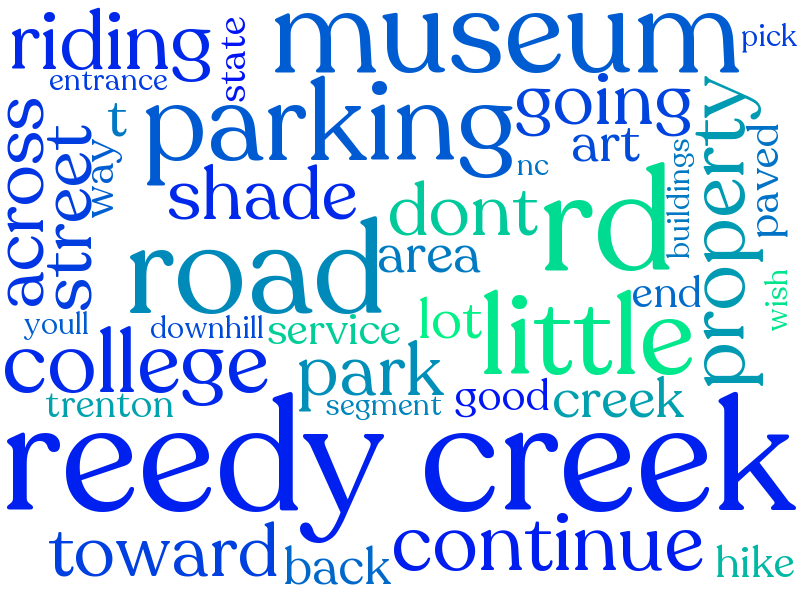 museum
riding
state
pick
entrance
parking
going
t
art
across
street
way
nc
buildings
property
paved
shade
dont
rd
road
area
end
wish
youll
downhill
service
lot
little
college
park
trenton
segment
good
creek
reedy creek
toward
back
continue
hike